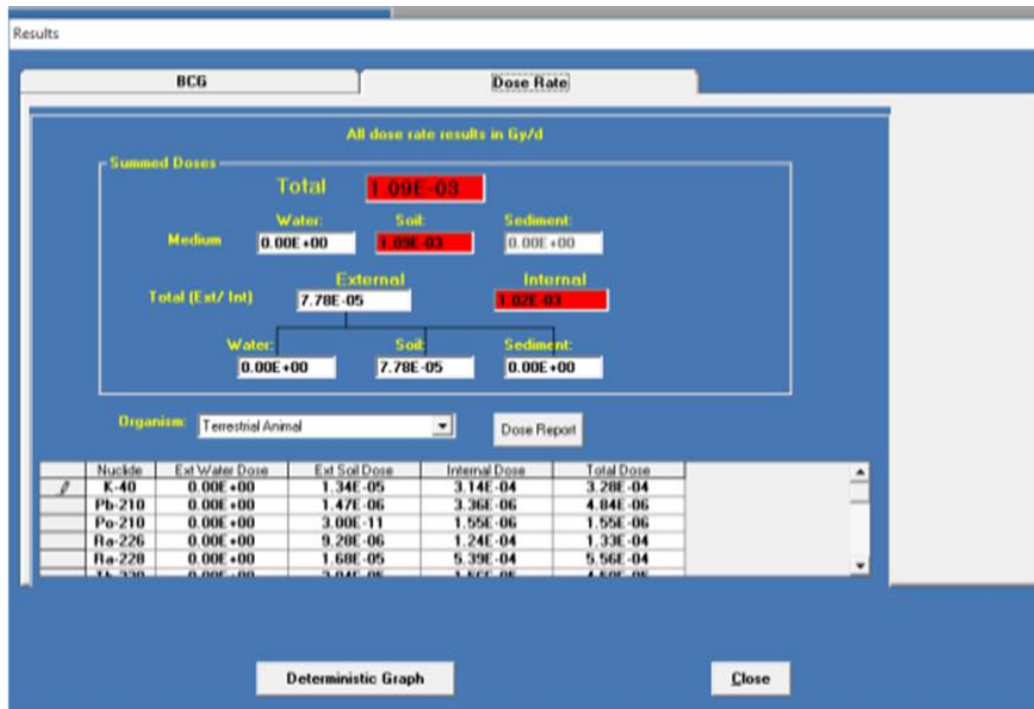 Results
BCG Dose Rate
All dose rate results in Gy/d
Summed Doses
Total 1.09E-03
Water: Soil: Sediment:
Medium 0.00E+00 1.09E-03 0.00E+00
External Internal
Total (Ext/ Int) 7.78E-05 1.02E-03
Water: Soil: Sediment:
0.00E+00 7.78E-05 0.00E+00
Organism: Terrestrial Animal Dose Report
Nuclide Ext Water Dose Ext Soil Dose Internal Dose Total Dose
K-40 0.00E+00 1.34E-05 3.14E-04 3.28E-04
Pb-210 0.00E+00 1.47E-06 3.36E-06 4.84E-06
Po-210 0.00E+00 3.00E-11 1.55E-06 1.55E-06
Ra-226 0.00E+00 9.28E-06 1.24E-04 1.33E-04
Ra-228 0.00E+00 1.68E-05 5.39E-04 5.56E-04
Deterministic Graph Close